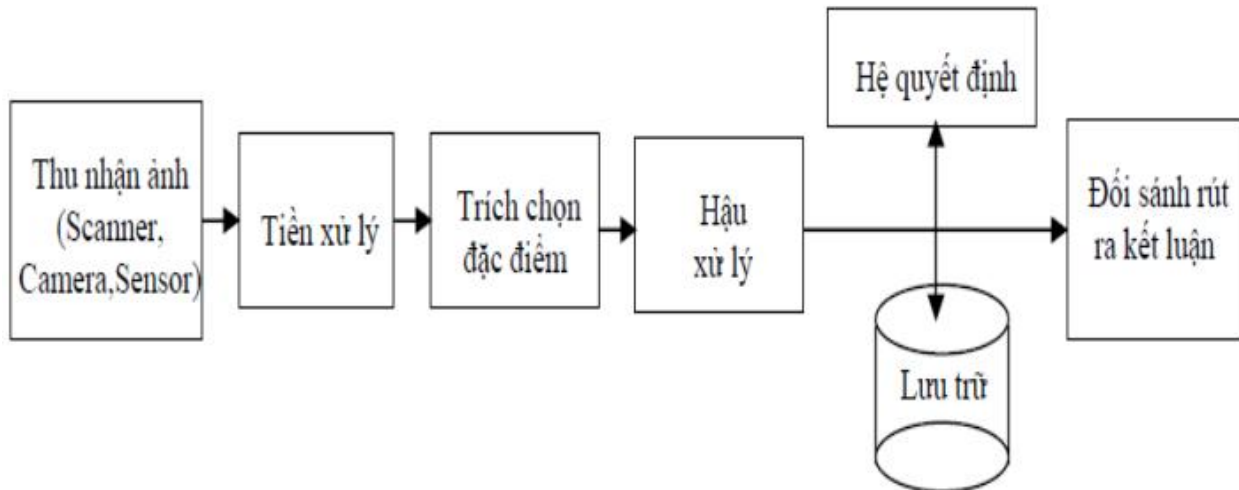 Thu nhận ảnh
(Scanner,
Camera,Sensor)
Tiền xử lý
Trích chọn
đặc điểm
Hậu
xử lý
Hệ quyết định
Lưu trữ
Đối sánh rút
ra kết luận